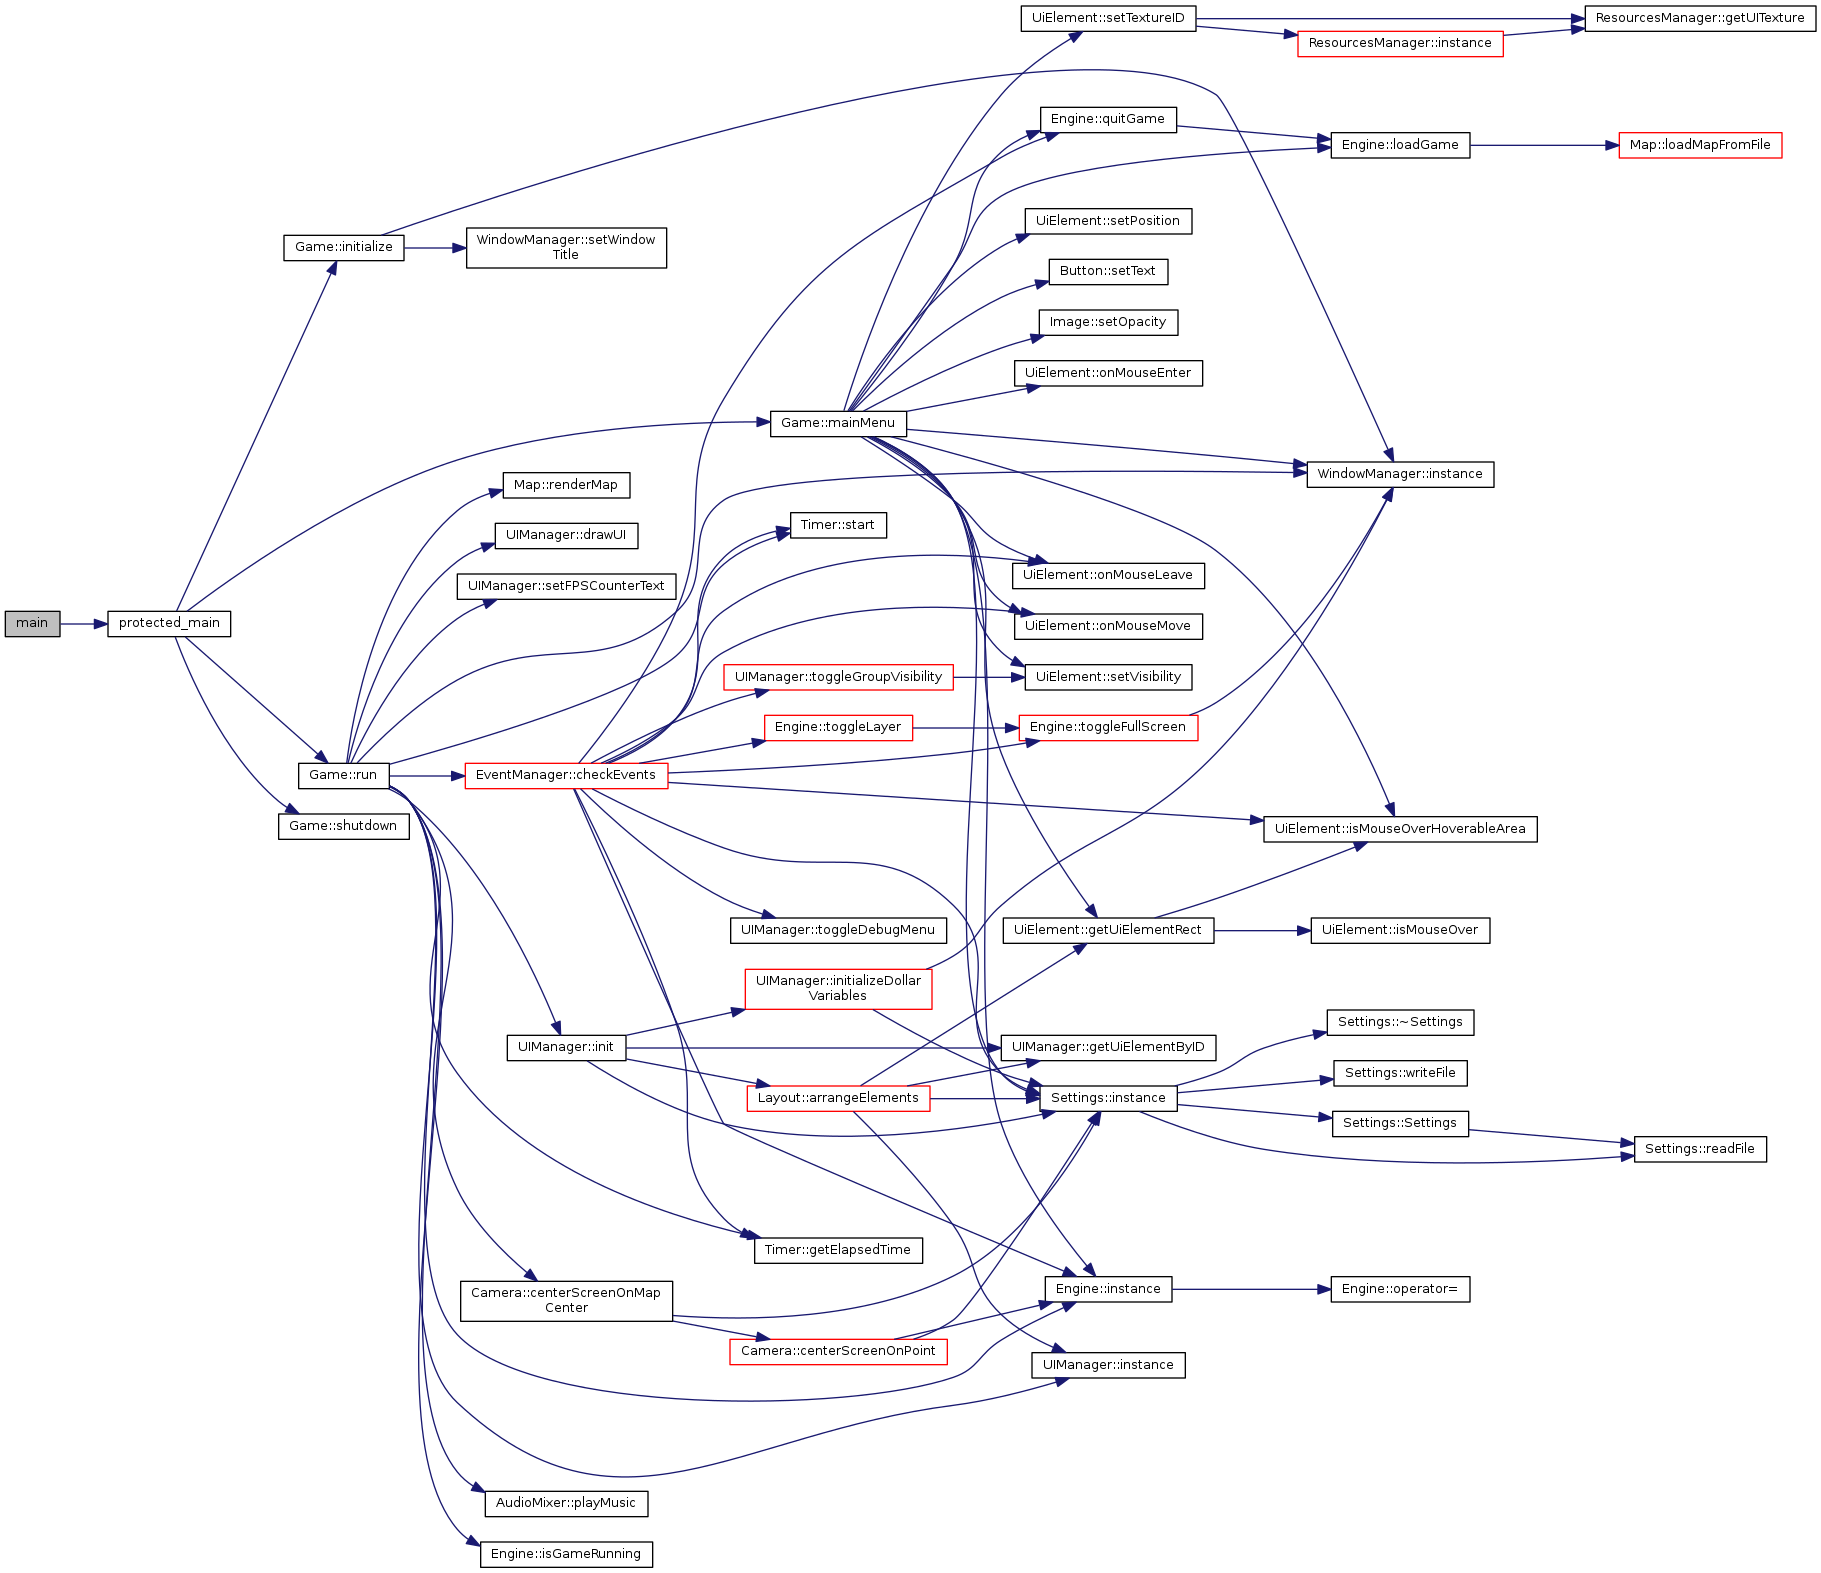 main
protected_main
Game::initialize
Game::mainMenu
Game::run
Game::shutdown
WindowManager::setWindow
Title
Map::renderMap
UIManager::drawUI
UIManager::setFPSCounterText
EventManager::checkEvents
UIManager::init
Camera::centerScreenOnMap
Center
AudioMixer::playMusic
Engine::isGameRunning
Timer::start
UIManager::toggleGroupVisibility
Engine::toggleLayer
UIManager::toggleDebugMenu
UIManager::initializeDollar
Variables
Layout::arrangeElements
Timer::getElapsedTime
Camera::centerScreenOnPoint
UiElement::setTextureID
Engine::quitGame
UiElement::setPosition
Button::setText
Image::setOpacity
UiElement::onMouseEnter
UiElement::onMouseLeave
UiElement::onMouseMove
UiElement::setVisibility
Engine::toggleFullScreen
UiElement::getUiElementRect
UIManager::getUiElementByID
Settings::instance
Engine::instance
UIManager::instance
ResourcesManager::instance
Engine::loadGame
WindowManager::instance
UiElement::isMouseOverHoverableArea
UiElement::isMouseOver
Settings::~Settings
Settings::writeFile
Settings::Settings
Engine::operator=
ResourcesManager::getUITexture
Map::loadMapFromFile
Settings::readFile